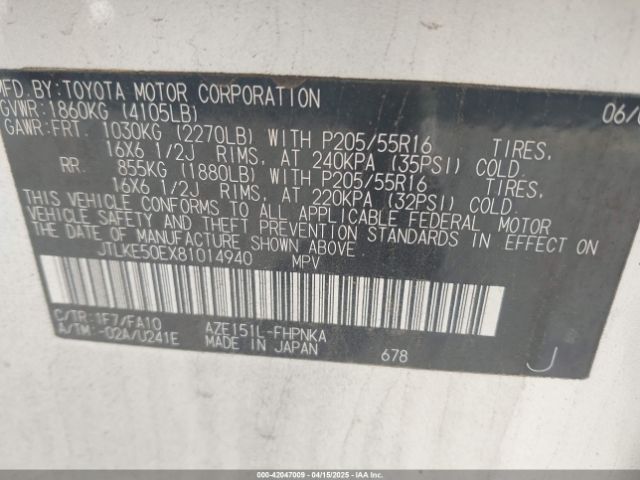 MFD.BY: TOYOTA MOTOR CORPORATION 06/0
GVWR: 1860KG (4105LB)
GAWR: FRT. 1030KG (2270LB) WITH P205/55R16 TIRES,
16X6 1/2J RIMS, AT 240KPA (35PSI) COLD.
RR. 855KG (1880LB) WITH P205/55R16 TIRES,
16X6 1/2J RIMS, AT 220KPA (32PSI) COLD.
THIS VEHICLE CONFORMS TO ALL APPLICABLE FEDERAL MOTOR
VEHICLE SAFETY AND THEFT PREVENTION STANDARDS IN EFFECT ON
THE DATE OF MANUFACTURE SHOWN ABOVE.
JTLKE50EX81014940 MPV
C/TR: 1F7/FA10 AZE151L-FHPNKA
A/TM: -02A/U241E MADE IN JAPAN 678 J
000-42047009 - 04/15/2025 - IAAI.COM